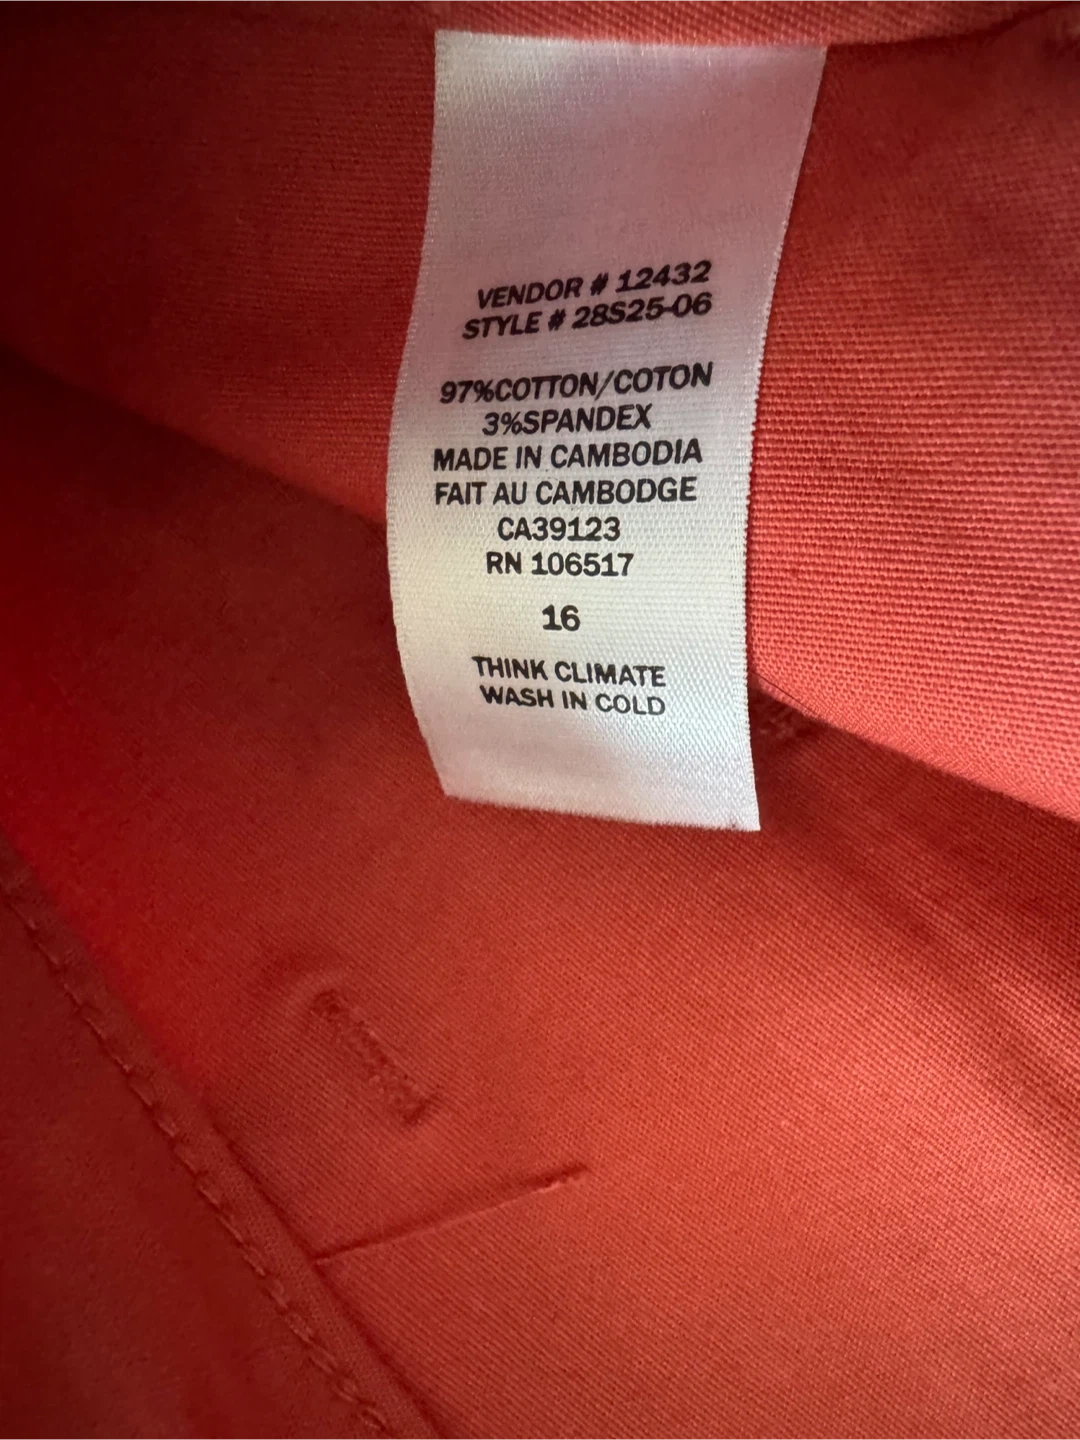 VENDOR # 12432
STYLE # 28S25-06
97%COTTON/COTON
3%SPANDEX
MADE IN CAMBODIA
FAIT AU CAMBODGE
CA39123
RN 106517
16
THINK CLIMATE
WASH IN COLD